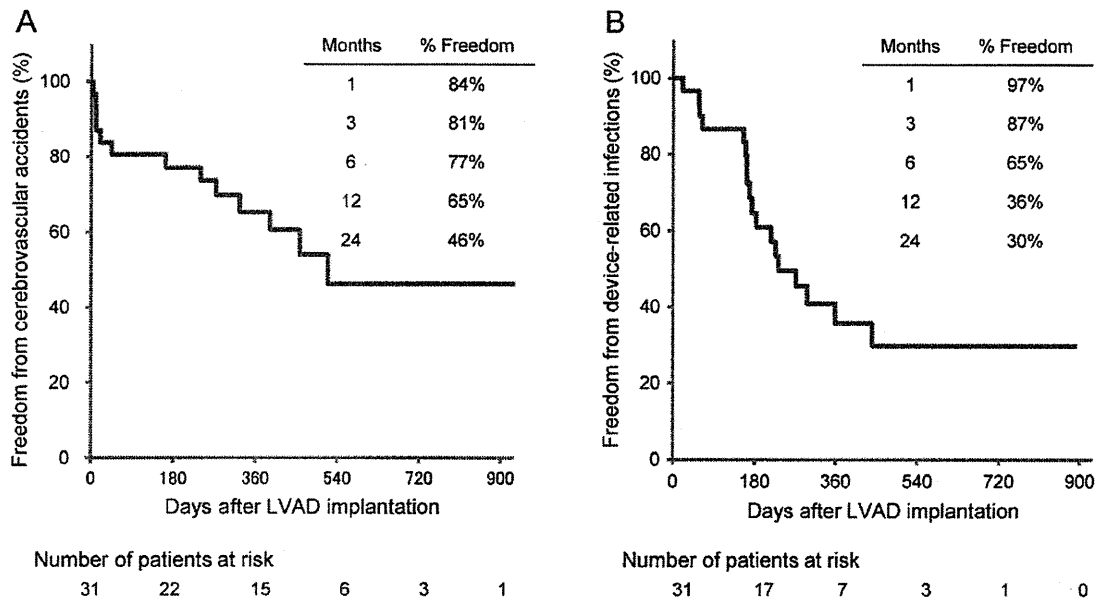 A
Freedom from cerebrovascular accidents (%)
Months % Freedom
1 84%
3 81%
6 77%
12 65%
24 46%
100
80
60
40
20
0
0 180 360 540 720 900
Days after LVAD implantation
Number of patients at risk
31 22 15 6 3 1
B
Freedom from device-related infections (%)
Months % Freedom
1 97%
3 87%
6 65%
12 36%
24 30%
100
80
60
40
20
0
0 180 360 540 720 900
Days after LVAD implantation
Number of patients at risk
31 17 7 3 1 0